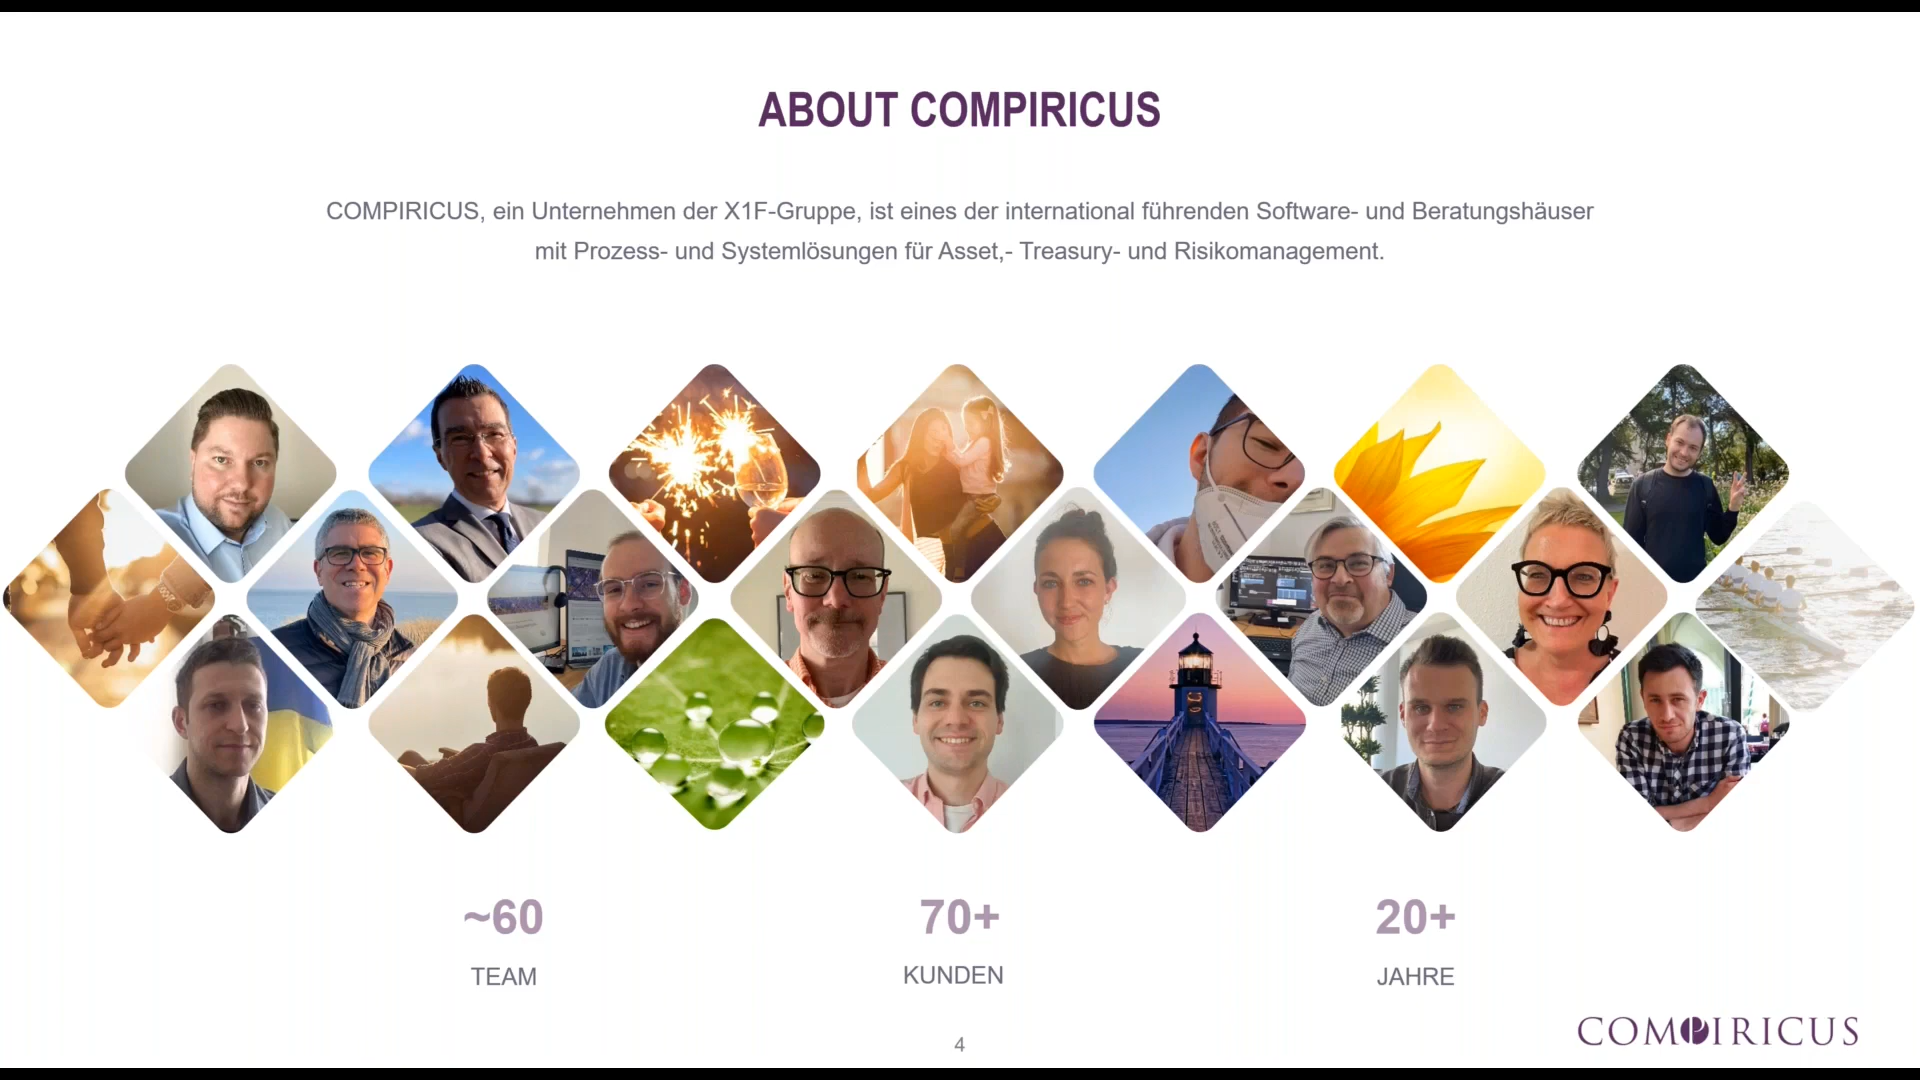 ABOUT COMPIRICUS
COMPIRICUS, ein Unternehmen der X1F-Gruppe, ist eines der international führenden Software- und Beratungshäuser
mit Prozess- und Systemlösungen für Asset,- Treasury- und Risikomanagement.
~60
TEAM
70+
KUNDEN
20+
JAHRE
4
COMPIRICUS